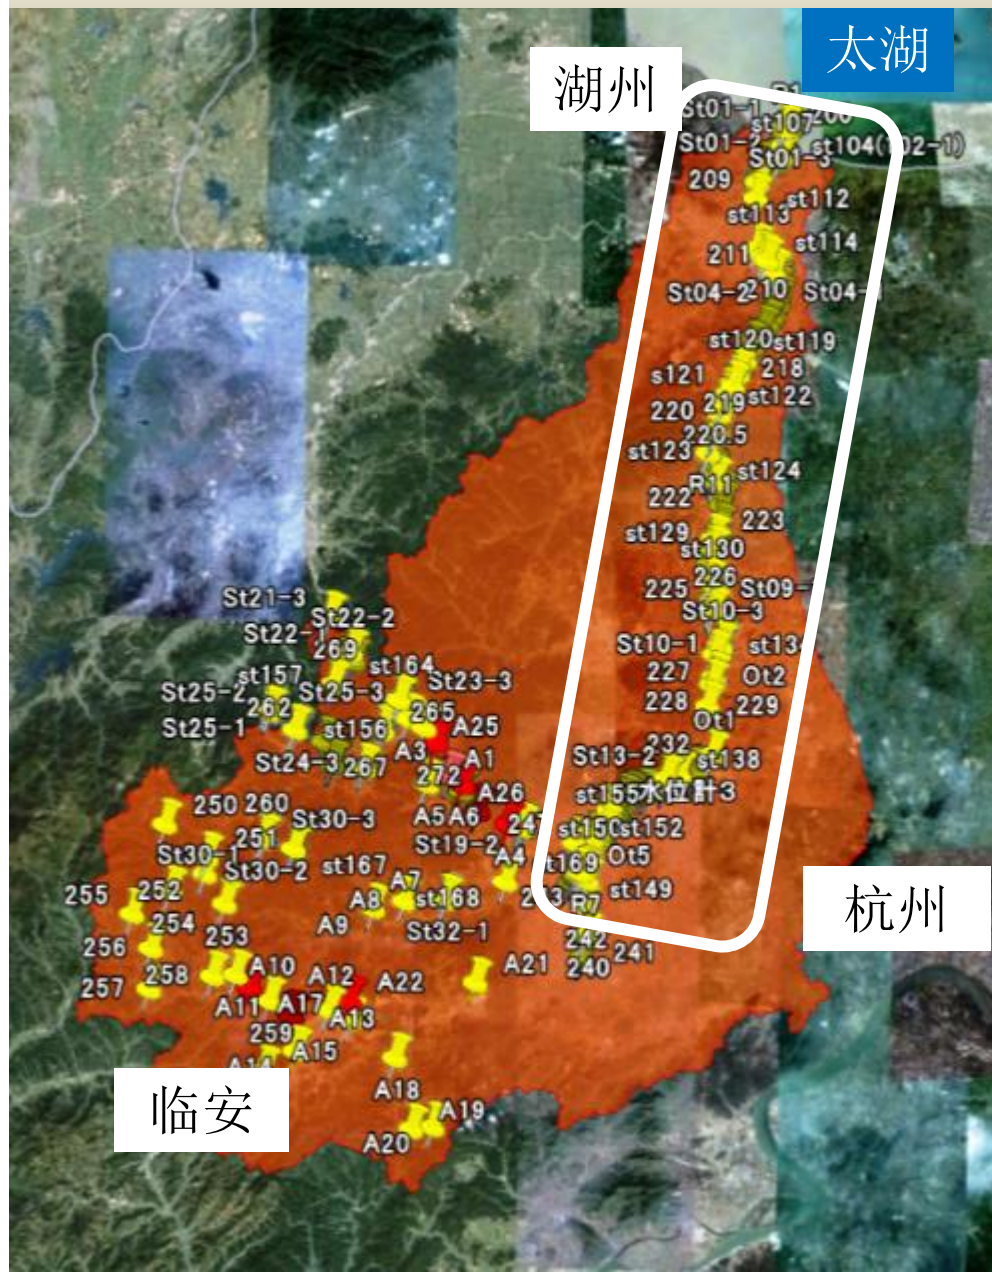 太湖
湖州
R1
St01-1
st107
St01-2
st104(102-1)
St01-3
209
st112
st113
st114
211
St04-2
210
st120
st119
218
s121
st122
219
220
220.5
st123
st124
R11
222
223
st129
st130
226
225
St10-3
St10-1
227
Ot2
228
229
Ot1
232
St13-2
st138
水位計3
st155
st152
Ot5
st169
st149
R7
242
241
240
St21-3
St22-2
St22-1
269
st164
st157
St23-3
St25-2
St25-3
262
265
St25-1
st156
A25
A3
A1
St24-3
267
272
A26
250
260
A5
A6
St30-3
251
St19-2
St30-1
A4
St30-2
st167
A7
255
252
A8
st168
254
A9
St32-1
256
253
A10
A12
A21
257
258
A22
A11
A17
A13
259
A15
A14
A18
A19
A20
杭州
临安